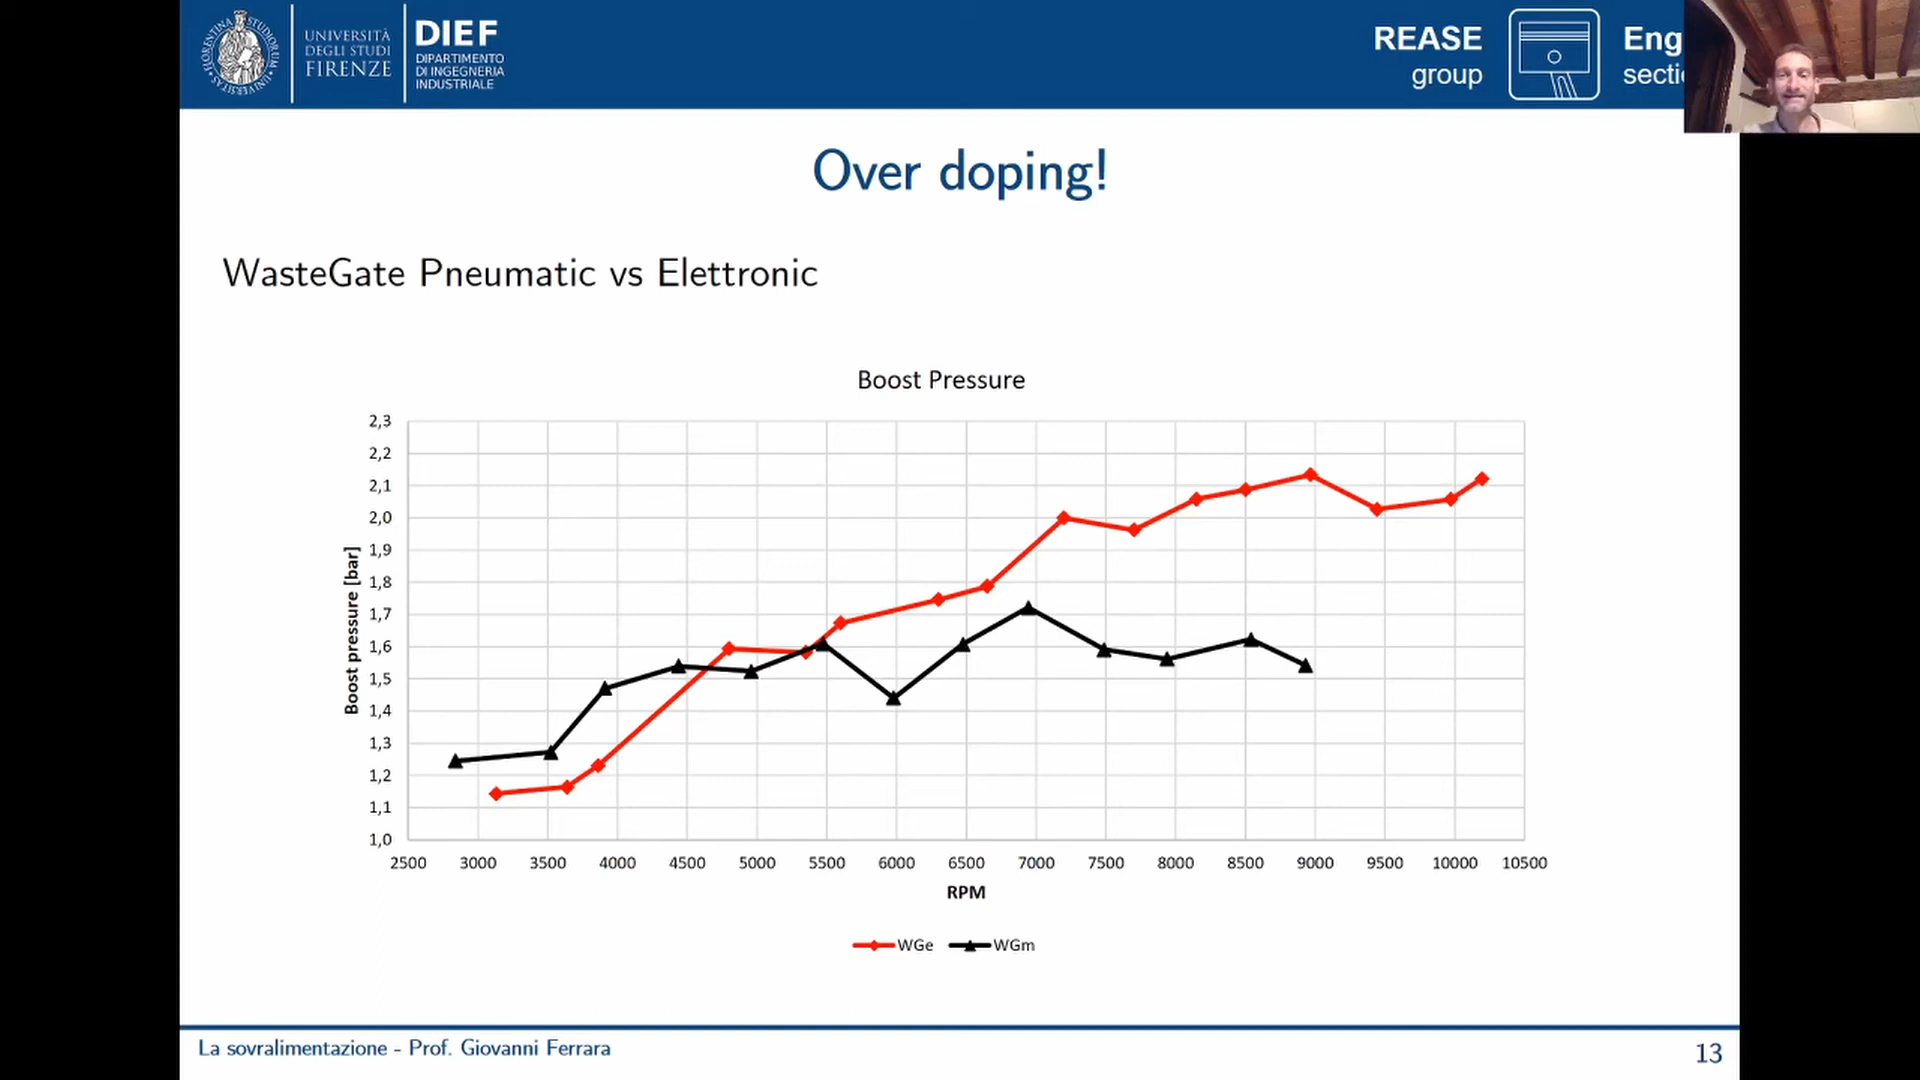 UNIVERSITÀ
DEGLI STUDI
FIRENZE
DIEF
DIPARTIMENTO
DI INGEGNERIA
INDUSTRIALE
REASE
group
Eng
secti
Over doping!
WasteGate Pneumatic vs Elettronic
Boost Pressure
Boost pressure [bar]
2,3
2,2
2,1
2,0
1,9
1,8
1,7
1,6
1,5
1,4
1,3
1,2
1,1
1,0
2500 3000 3500 4000 4500 5000 5500 6000 6500 7000 7500 8000 8500 9000 9500 10000 10500
RPM
WGe WGm
La sovralimentazione - Prof. Giovanni Ferrara
13